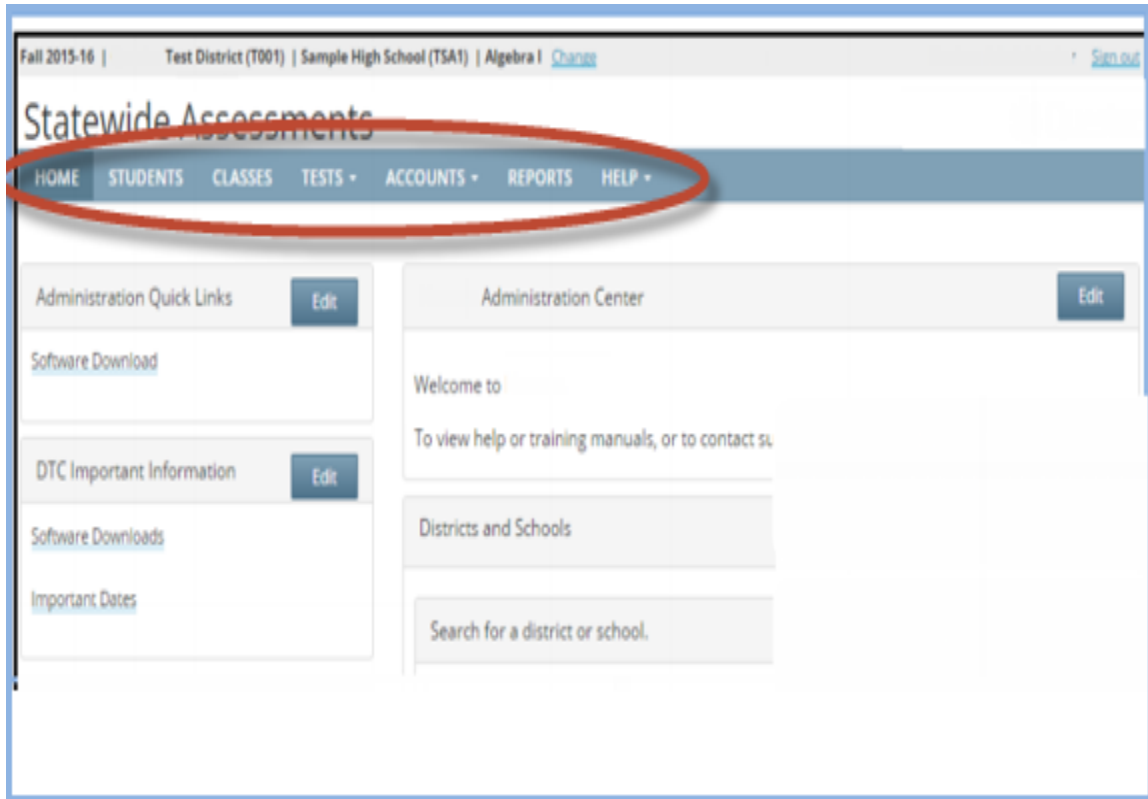 Fall 2015-16 | Test District (T001) | Sample High School (TSA1) | Algebra I Change Sign out
Statewide Assessments
HOME STUDENTS CLASSES TESTS ACCOUNTS REPORTS HELP
Administration Quick Links Edit
Software Download
DTC Important Information Edit
Software Downloads
Important Dates
Administration Center Edit
Welcome to
To view help or training manuals, or to contact su
Districts and Schools
Search for a district or school.